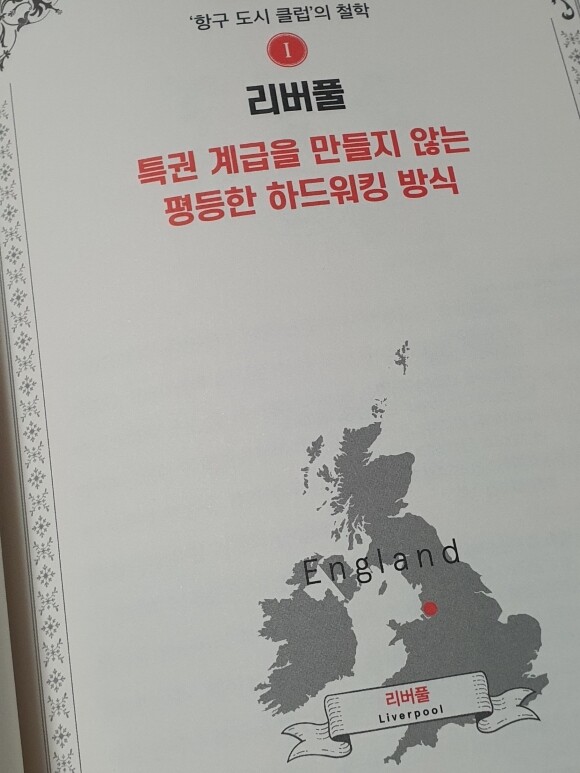 ‘항구 도시 클럽’의 철학
I
리버풀
특권 계급을 만들지 않는
평등한 하드워킹 방식
England
리버풀
Liverpool